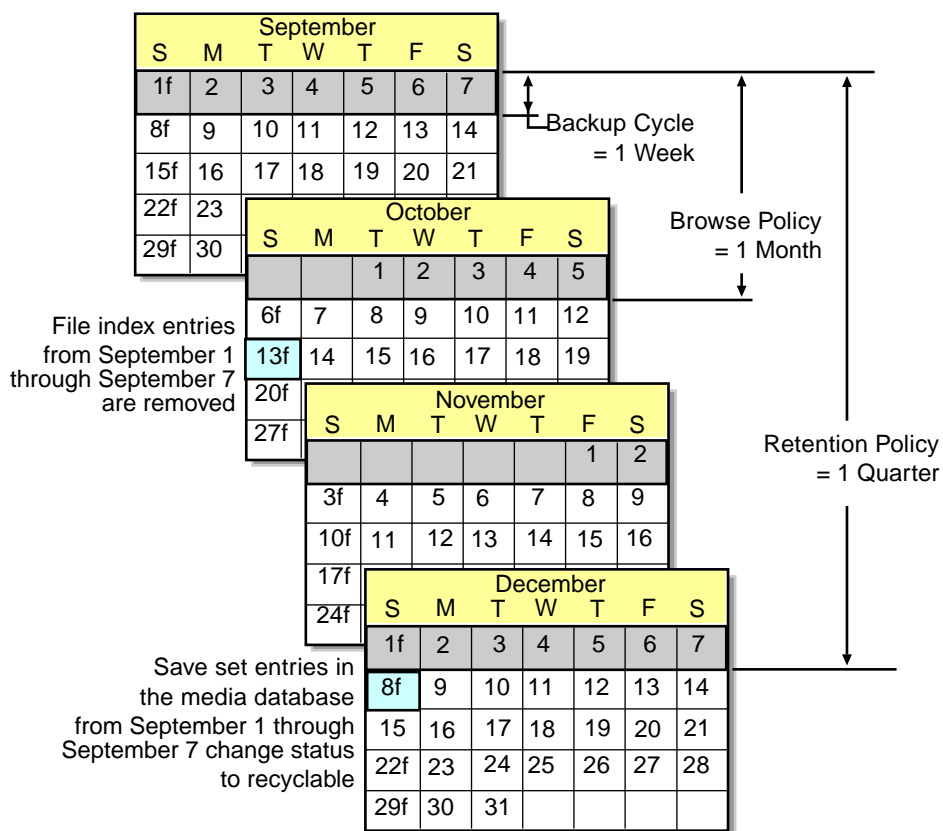 September
S M T W T F S
1f 2 3 4 5 6 7
8f 9 10 11 12 13 14
15f 16 17 18 19 20 21
22f 23
29f 30
Backup Cycle
= 1 Week
Browse Policy
= 1 Month
Retention Policy
= 1 Quarter
October
S M T W T F S
1 2 3 4 5
6f 7 8 9 10 11 12
13f 14 15 16 17 18 19
20f
27f
File index entries
from September 1
through September 7
are removed
November
S M T W T F S
1 2
3f 4 5 6 7 8 9
10f 11 12 13 14 15 16
17f
24f
December
S M T W T F S
1f 2 3 4 5 6 7
8f 9 10 11 12 13 14
15 16 17 18 19 20 21
22f 23 24 25 26 27 28
29f 30 31
Save set entries in
the media database
from September 1 through
September 7 change status
to recyclable